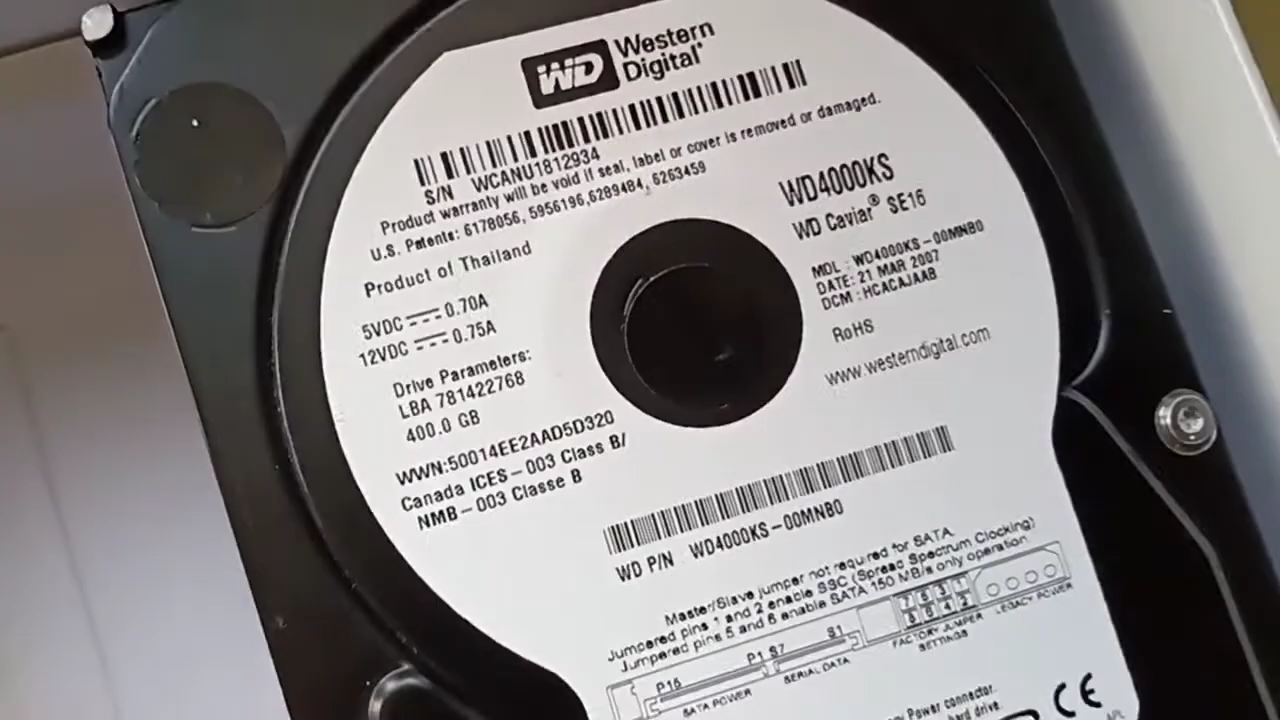 WD Western
Digital®
S/N WCANU1812934
Product warranty will be void if seal, label or cover is removed or damaged.
U.S. Patents: 6178056, 5956196,6289484, 6263459
Product of Thailand
5VDC 0.70A
12VDC 0.75A
Drive Parameters:
LBA 781422768
400.0 GB
WWN:50014EE2AAD5D320
Canada ICES-003 Class B/
NMB-003 Classe B
WD4000KS
WD Caviar® SE16
MDL : WD4000KS-00MNB0
DATE: 21 MAR 2007
DCM : HCACAJAAB
RoHS
www.westerndigital.com
WD P/N WD4000KS-00MNB0
Master/Slave jumper not required for SATA.
Jumpered pins 1 and 2 enable SSC (Spread Spectrum Clocking)
Jumpered pins 5 and 6 enable SATA 150 MB/s only operation
7 5 3 1
8 6 4 2
P15 P1 S7 S1
SATA POWER SERIAL DATA FACTORY JUMPER LEGACY POWER
SETTINGS
Power connector.
hard drive.
CE